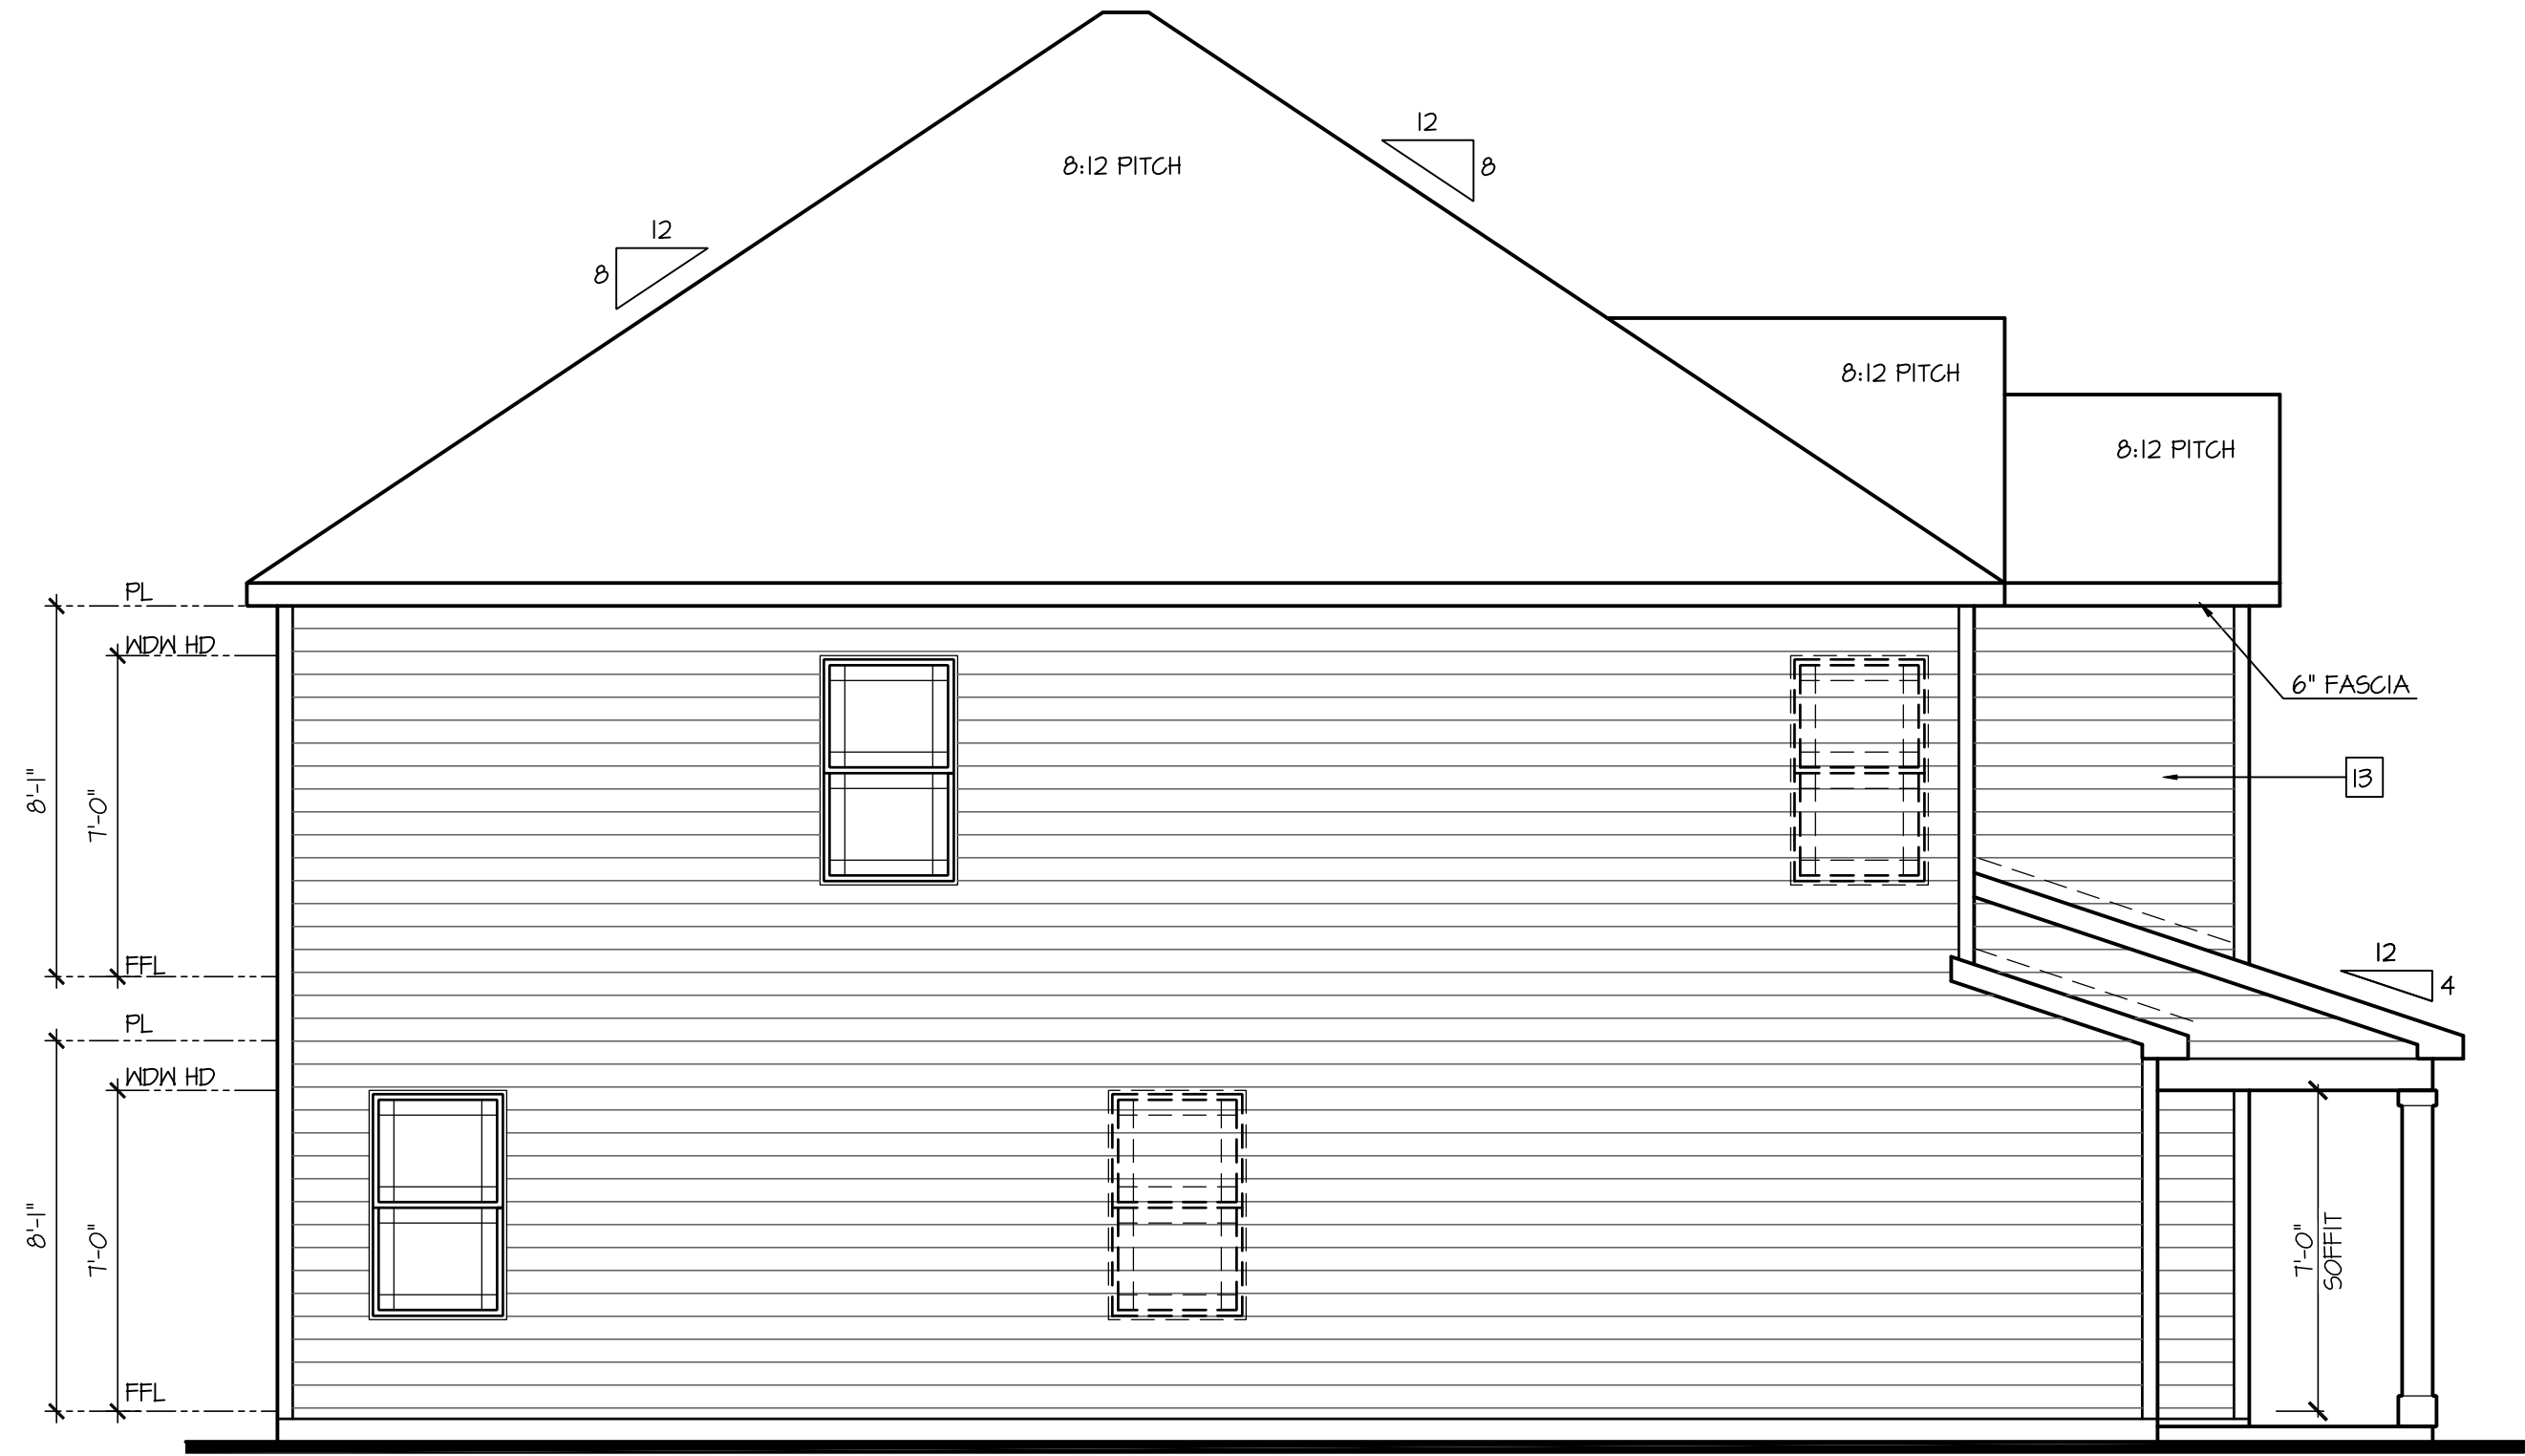 12
8:12 PITCH
8
12
8
8:12 PITCH
8:12 PITCH
PL
WDW HD
6" FASCIA
13
8'-1"
7'-0"
12
4
FFL
PL
WDW HD
8'-1"
7'-0"
7'-0"
SOFFIT
FFL